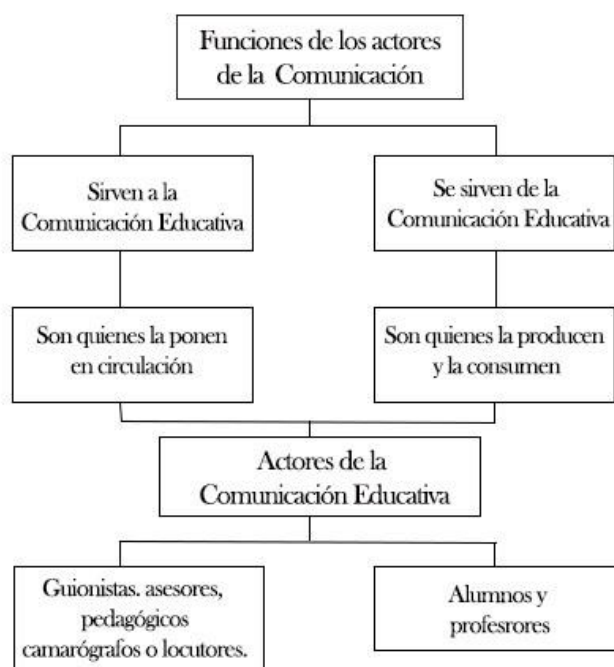 Funciones de los actores
de la Comunicación
Sirven a la
Comunicación Educativa
Se sirven de la
Comunicación Educativa
Son quienes la ponen
en circulación
Son quienes la producen
y la consumen
Actores de la
Comunicación Educativa
Guionistas. asesores,
pedagógicos
camarógrafos o locutores.
Alumnos y
profesrores